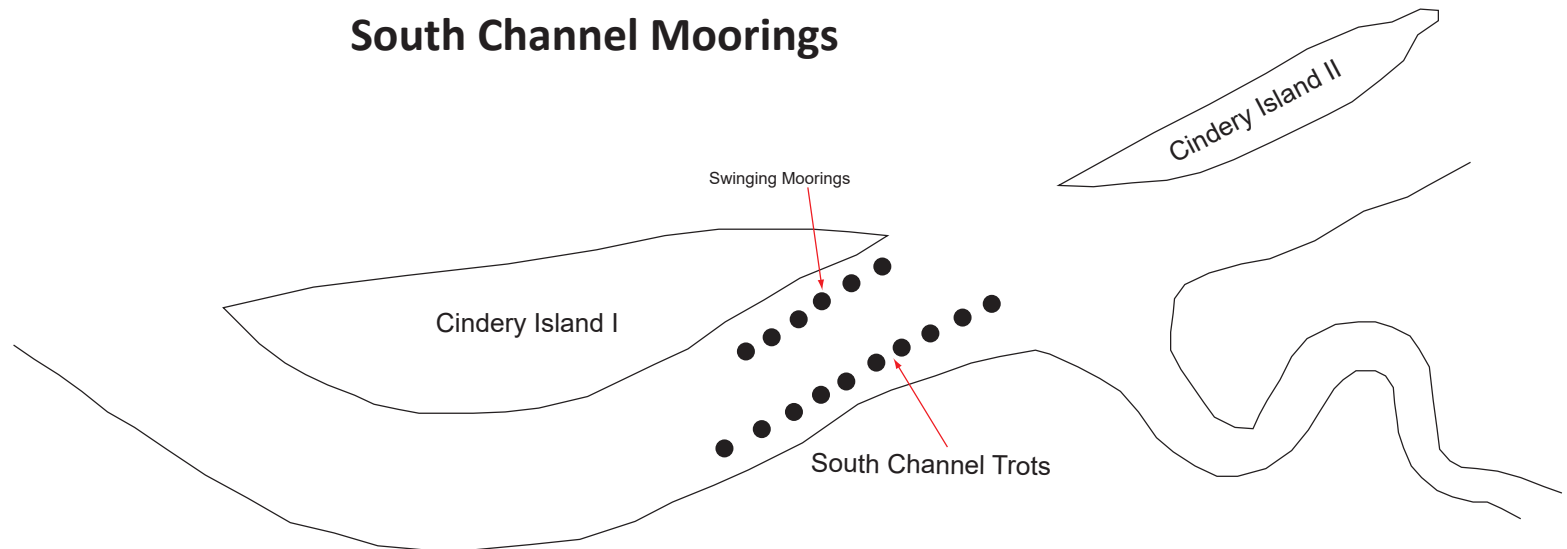 South Channel Moorings
Cindery Island II
Swinging Moorings
Cindery Island I
South Channel Trots